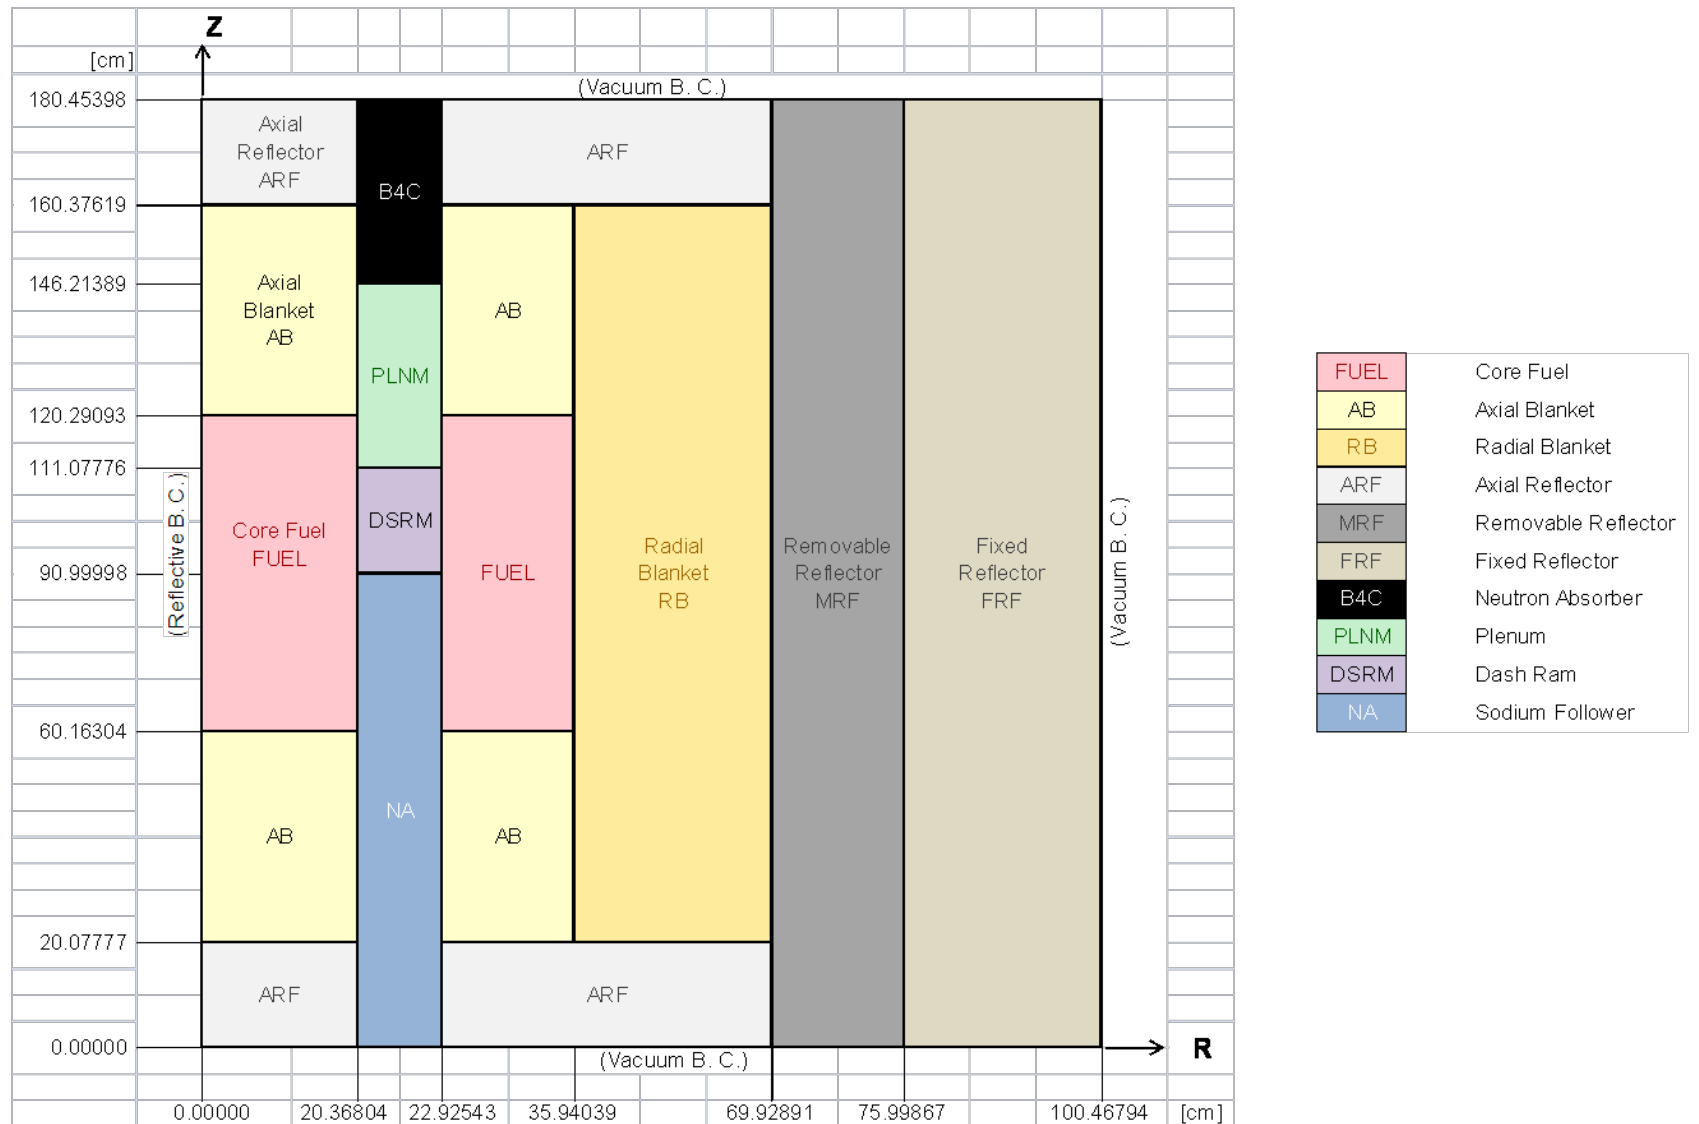 Z
[cm]
(Vacuum B. C.)
180.45398
Axial
Reflector
ARF
B4C
ARF
160.37619
146.21389
Axial
Blanket
AB
AB
PLNM
120.29093
111.07776
(Reflective B. C.)
Core Fuel
FUEL
DSRM
FUEL
Radial
Blanket
RB
Removable
Reflector
MRF
Fixed
Reflector
FRF
(Vacuum B. C.)
90.99998
60.16304
AB
NA
AB
20.07777
ARF
ARF
0.00000
R
(Vacuum B. C.)
0.00000 20.36804 22.92543 35.94039 69.92891 75.99867 100.46794 [cm]
FUEL Core Fuel
AB Axial Blanket
RB Radial Blanket
ARF Axial Reflector
MRF Removable Reflector
FRF Fixed Reflector
B4C Neutron Absorber
PLNM Plenum
DSRM Dash Ram
NA Sodium Follower